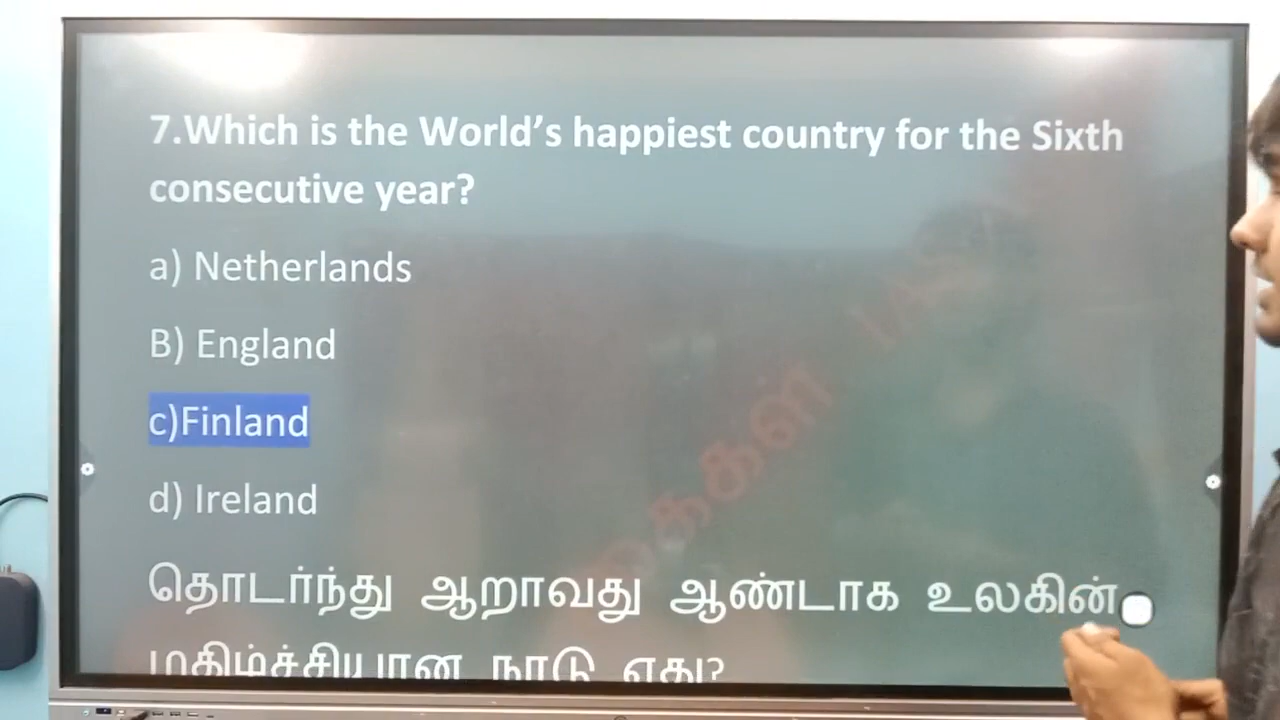 7.Which is the World’s happiest country for the Sixth
consecutive year?
a) Netherlands
B) England
c)Finland
d) Ireland
தொடர்ந்து ஆறாவது ஆண்டாக உலகின்
மகிழ்ச்சியான நாடு எது?